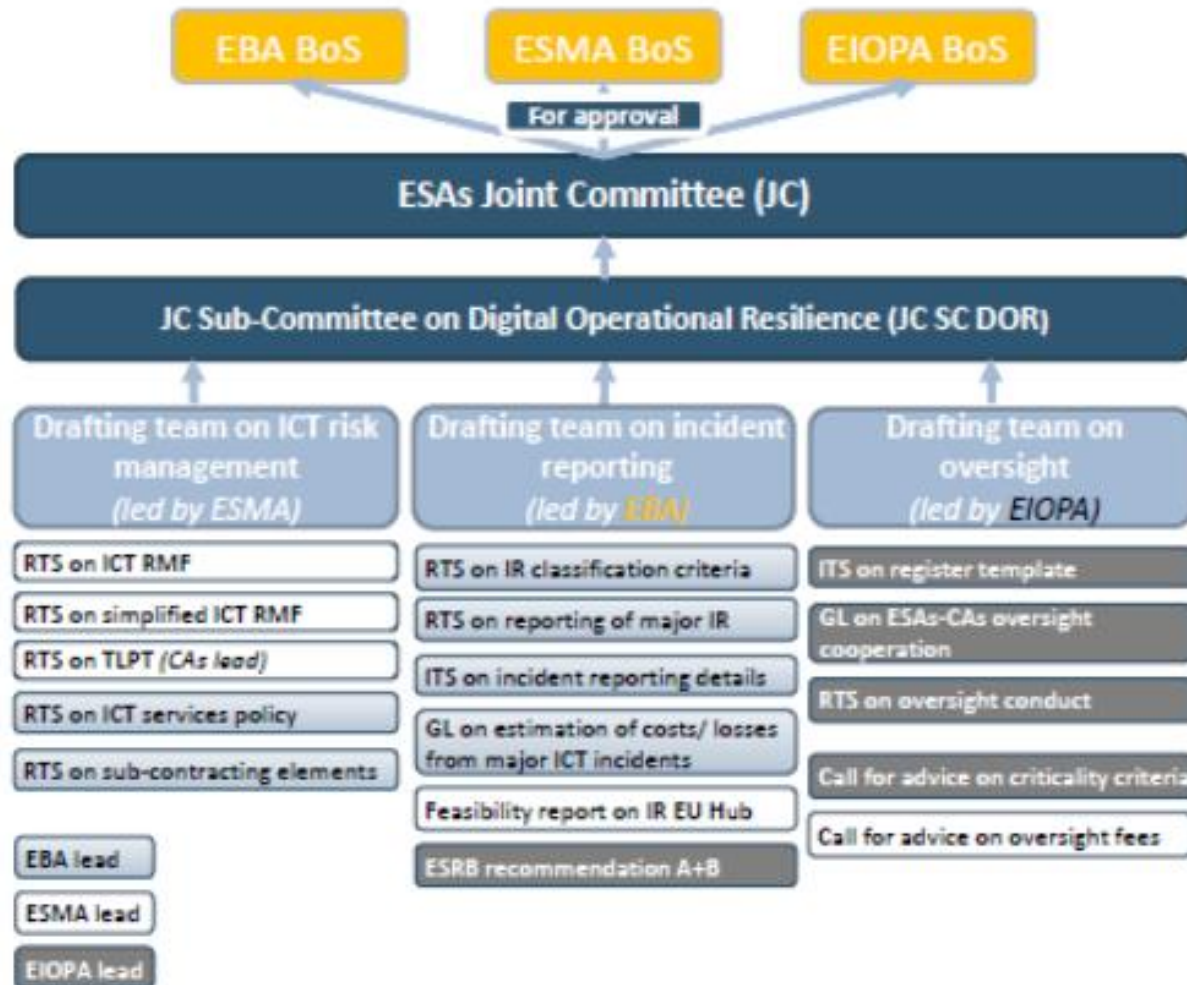 EBA BoS
ESMA BoS
EIOPA BoS
For approval
ESAs Joint Committee (JC)
JC Sub-Committee on Digital Operational Resilience (JC SC DOR)
Drafting team on ICT risk
management
(led by ESMA)
RTS on ICT RMF
RTS on simplified ICT RMF
RTS on TLPT (CAs lead)
RTS on ICT services policy
RTS on sub-contracting elements
Drafting team on incident
reporting
(led by EBA)
RTS on IR classification criteria
RTS on reporting of major IR
ITS on incident reporting details
GL on estimation of costs/ losses
from major ICT incidents
Feasibility report on IR EU Hub
ESRB recommendation A+B
Drafting team on
oversight
(led by EIOPA)
ITS on register template
GL on ESAs-CAs oversight
cooperation
RTS on oversight conduct
Call for advice on criticality criteria
Call for advice on oversight fees
EBA lead
ESMA lead
EIOPA lead